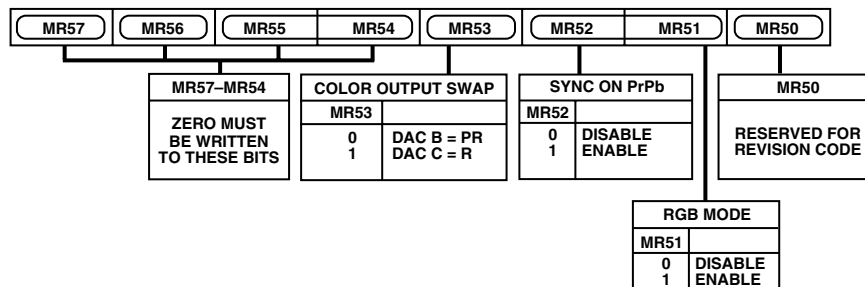 MR57 MR56 MR55 MR54 MR53 MR52 MR51 MR50
MR57–MR54
ZERO MUST
BE WRITTEN
TO THESE BITS
COLOR OUTPUT SWAP
MR53
0 DAC B = PR
1 DAC C = R
SYNC ON PrPb
MR52
0 DISABLE
1 ENABLE
MR50
RESERVED FOR
REVISION CODE
RGB MODE
MR51
0 DISABLE
1 ENABLE